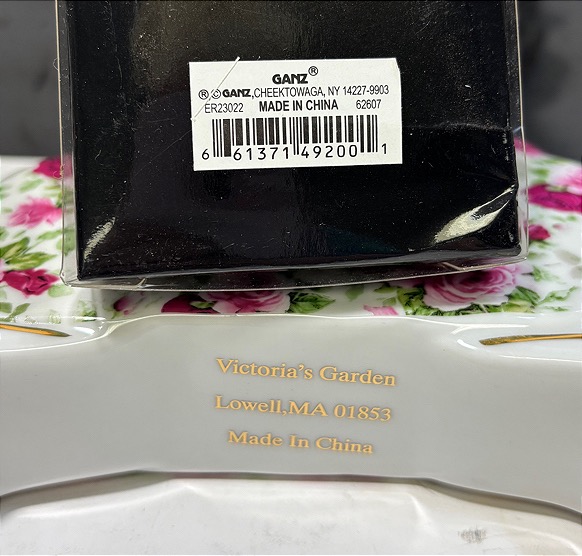 GANZ®
®©GANZ,CHEEKTOWAGA, NY 14227-9903
ER23022 MADE IN CHINA 62607
6 61371 49200 1
Victoria's Garden
Lowell,MA 01853
Made In China